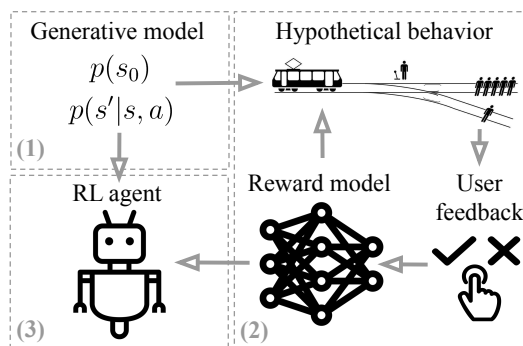 Generative model
p(s₀)
p(s′|s, a)
(1)
Hypothetical behavior
RL agent
(3)
Reward model
(2)
User
feedback